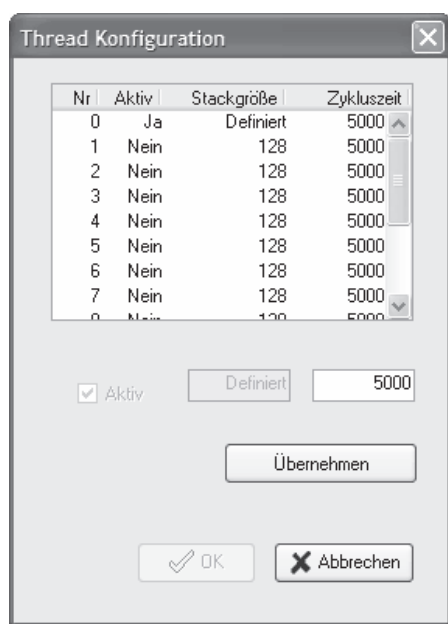 Thread Konfiguration
Nr Aktiv Stackgröße Zykluszeit
0 Ja Definiert 5000
1 Nein 128 5000
2 Nein 128 5000
3 Nein 128 5000
4 Nein 128 5000
5 Nein 128 5000
6 Nein 128 5000
7 Nein 128 5000
Aktiv Definiert 5000
Übernehmen
OK Abbrechen